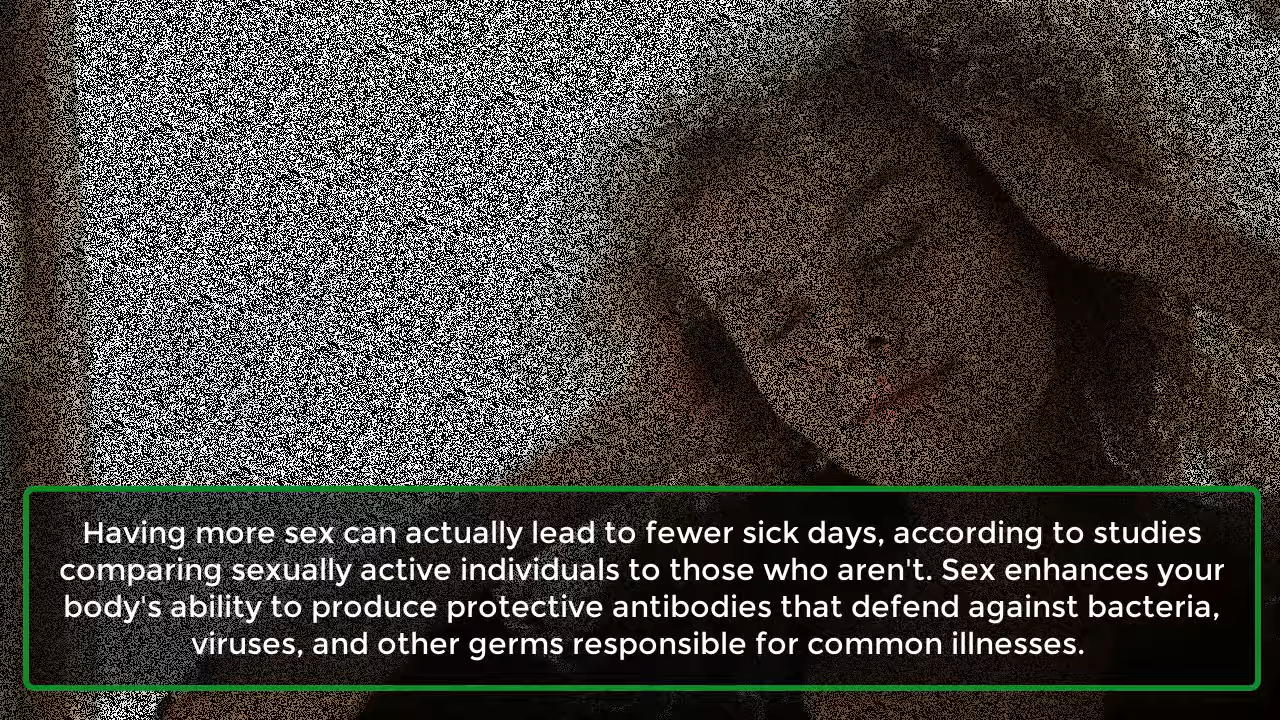 Having more sex can actually lead to fewer sick days, according to studies
comparing sexually active individuals to those who aren't. Sex enhances your
body's ability to produce protective antibodies that defend against bacteria,
viruses, and other germs responsible for common illnesses.